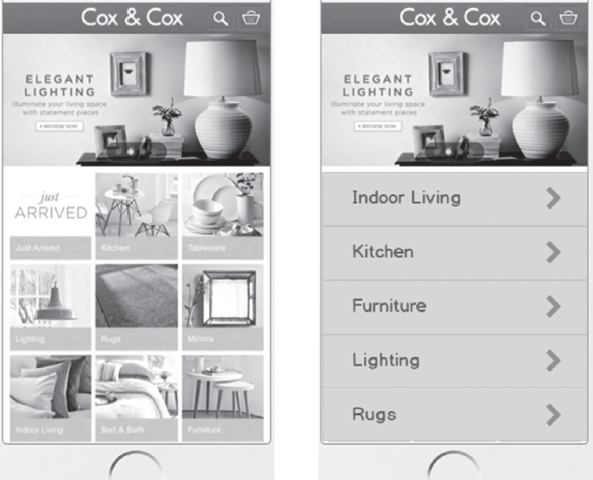 Cox & Cox
ELEGANT
LIGHTING
Illuminate your living space
with statement pieces
BROWSE NOW
just
ARRIVED
Just Arrived
Kitchen
Tableware
Lighting
Rugs
Mirrors
Indoor Living
Bed & Bath
Furniture
Cox & Cox
ELEGANT
LIGHTING
Illuminate your living space
with statement pieces
BROWSE NOW
Indoor Living
Kitchen
Furniture
Lighting
Rugs